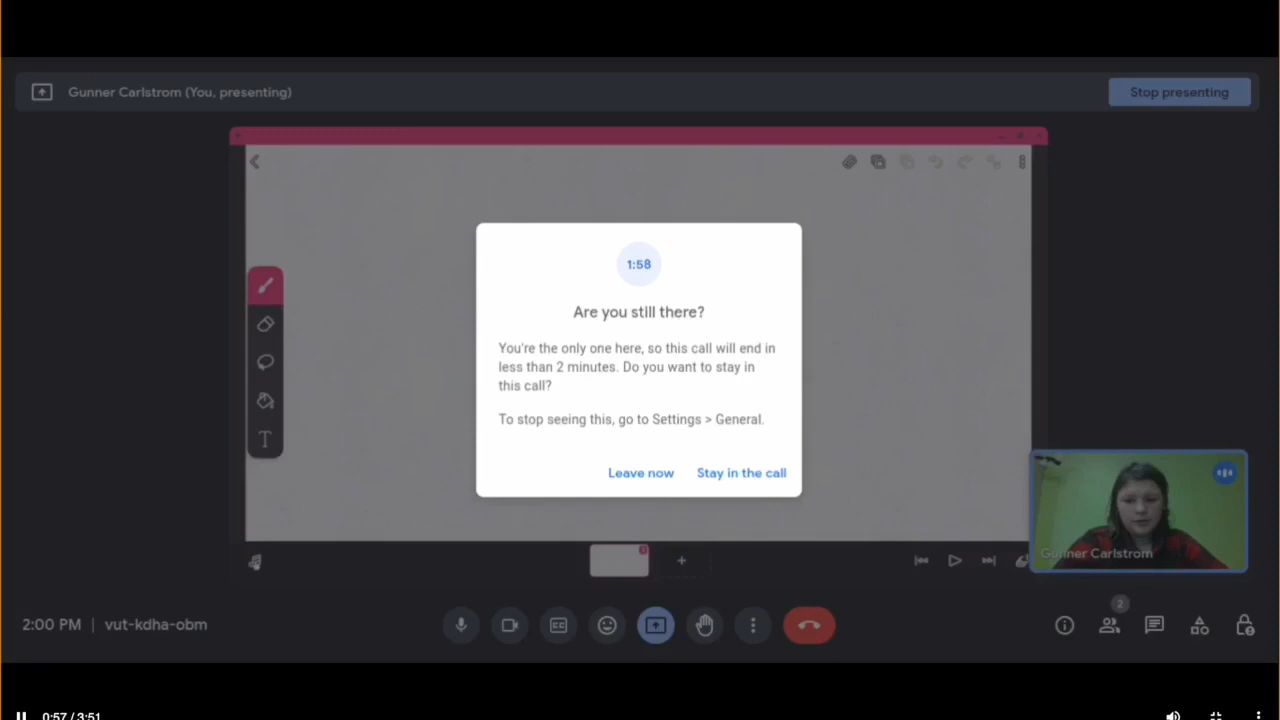 Gunner Carlstrom (You, presenting)
Stop presenting
1:58
Are you still there?
You're the only one here, so this call will end in
less than 2 minutes. Do you want to stay in
this call?
To stop seeing this, go to Settings > General.
Leave now
Stay in the call
T
Gunner Carlstrom
2
2:00 PM | vut-kdha-obm
0:57 / 3:51